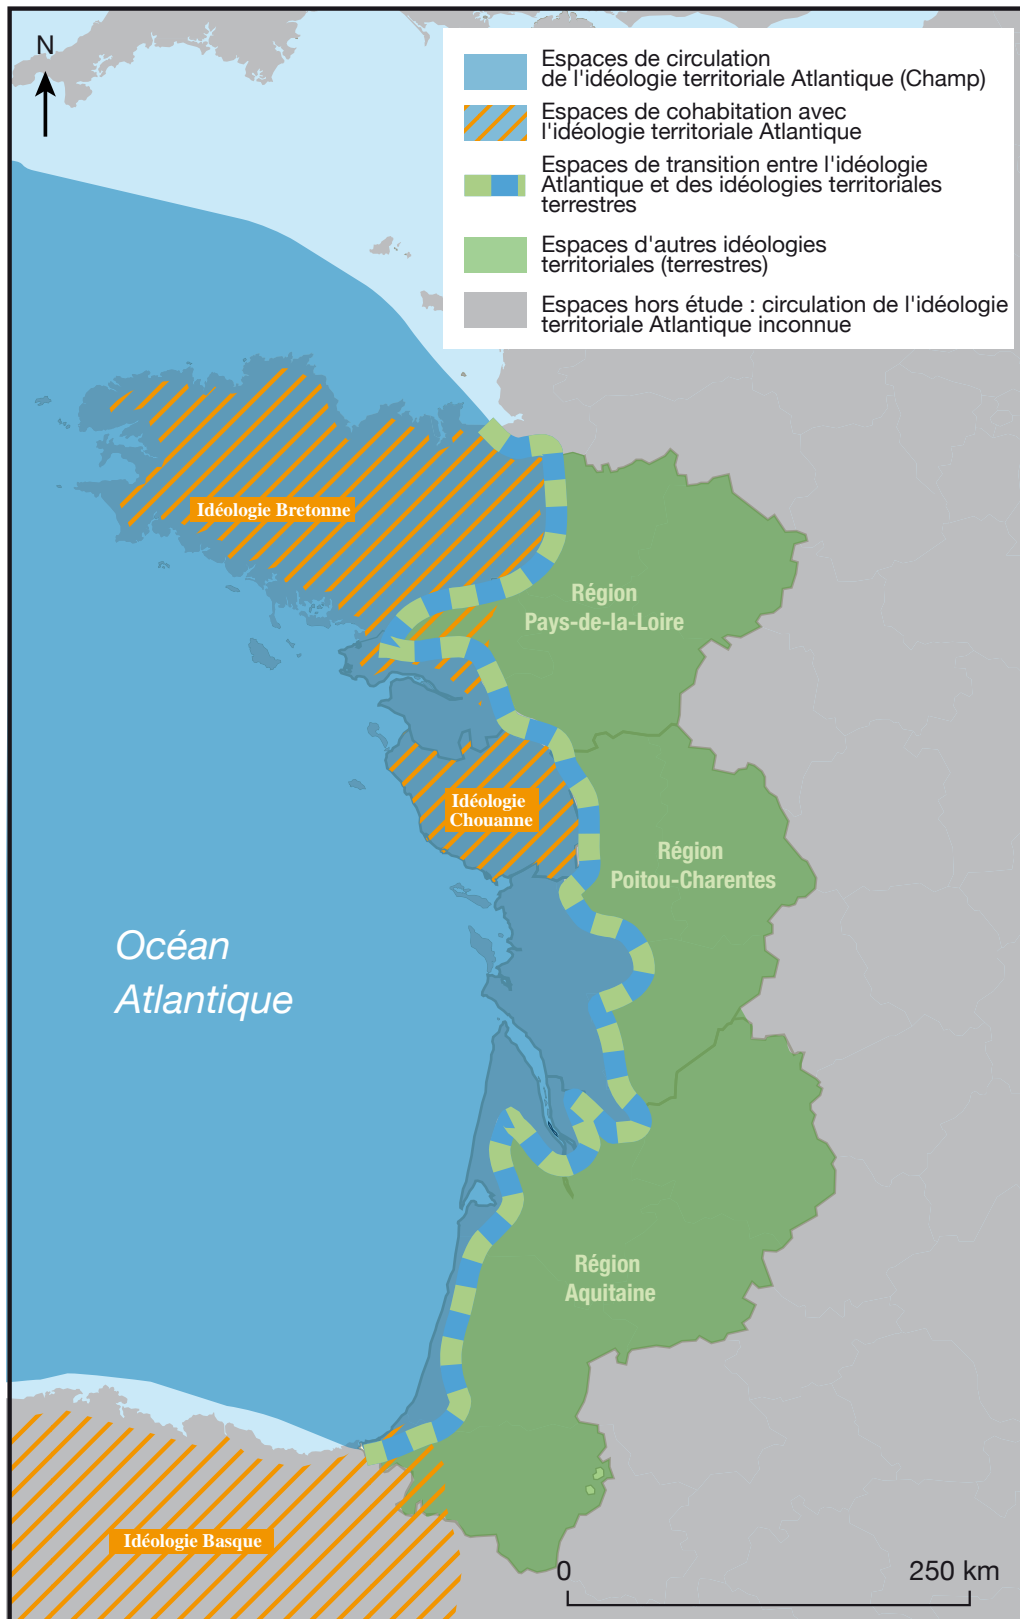 N
Espaces de circulation
de l'idéologie territoriale Atlantique (Champ)
Espaces de cohabitation avec
l'idéologie territoriale Atlantique
Espaces de transition entre l'idéologie
Atlantique et des idéologies territoriales
terrestres
Espaces d'autres idéologies
territoriales (terrestres)
Espaces hors étude : circulation de l'idéologie
territoriale Atlantique inconnue
Idéologie Bretonne
Région
Pays-de-la-Loire
Idéologie
Chouanne
Région
Poitou-Charentes
Océan
Atlantique
Région
Aquitaine
Idéologie Basque
0
250 km